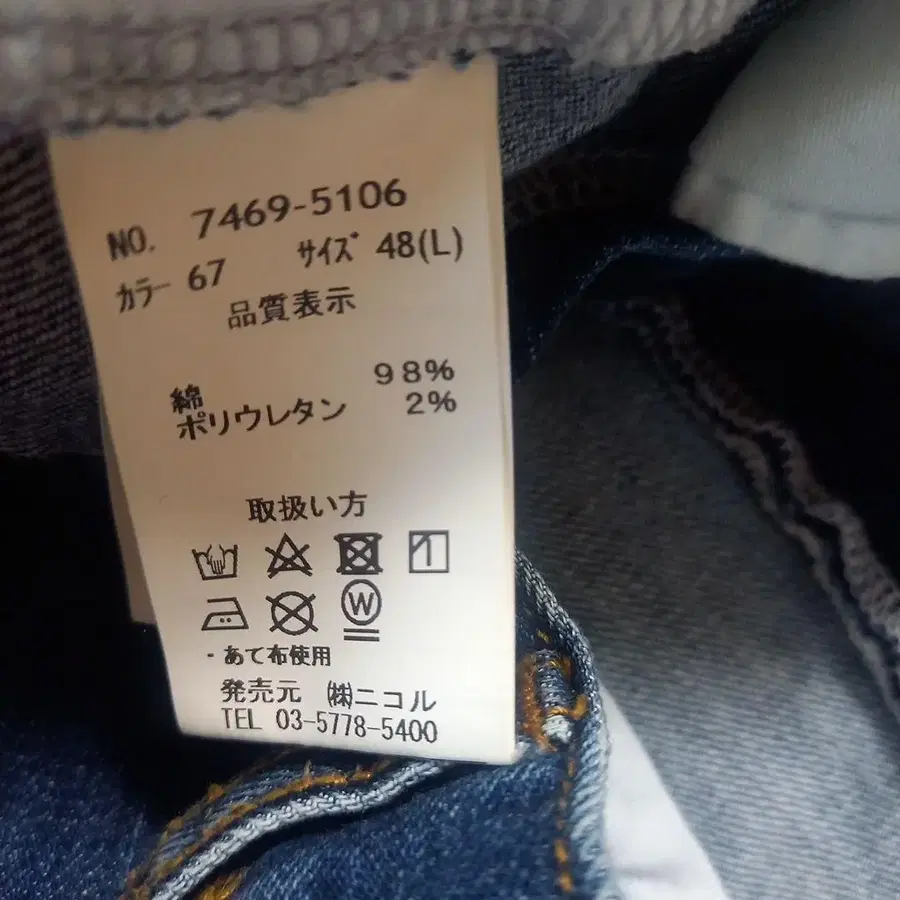 NO. 7469-5106
カラー 67 サイズ 48(L)
品質表示
綿 98%
ポリウレタン 2%
取扱い方
W
・あて布使用
発売元 ㈱ニコル
TEL 03-5778-5400